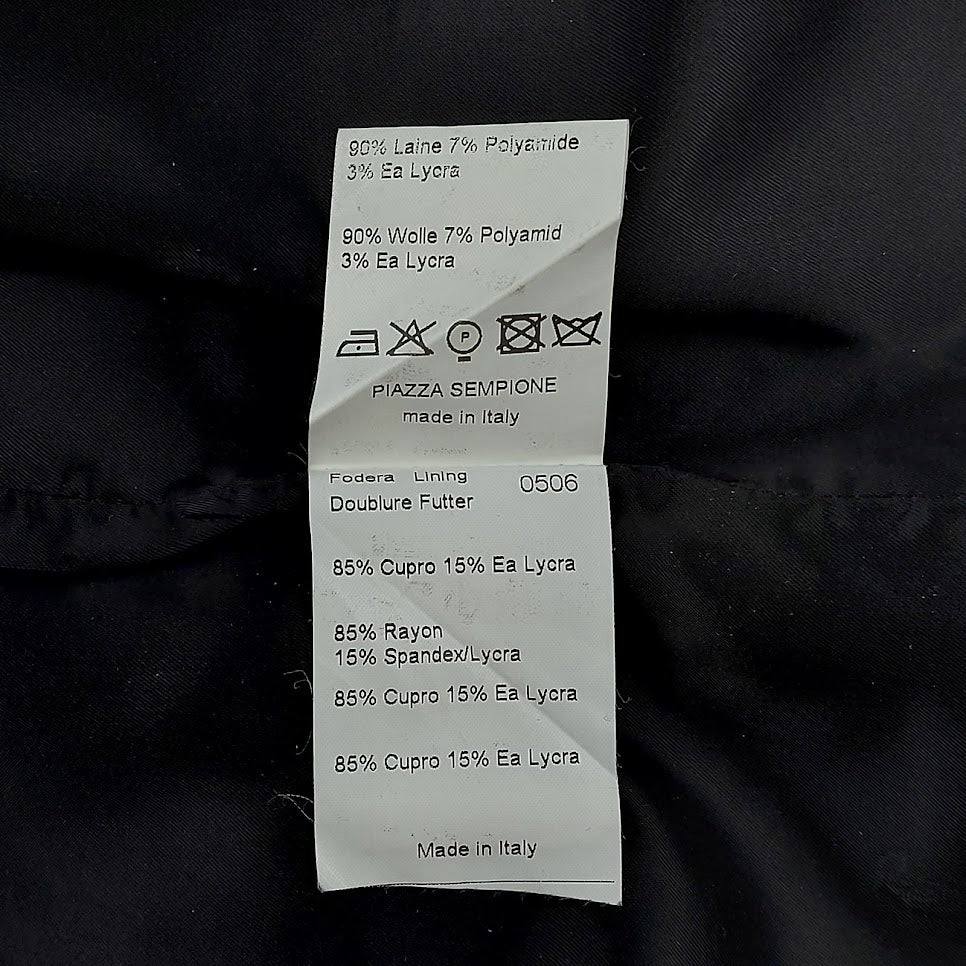 90% Laine 7% Polyamide
3% Ea Lycra
90% Wolle 7% Polyamid
3% Ea Lycra
P
PIAZZA SEMPIONE
made in Italy
Fodera Lining 0506
Doublure Futter
85% Cupro 15% Ea Lycra
85% Rayon
15% Spandex/Lycra
85% Cupro 15% Ea Lycra
85% Cupro 15% Ea Lycra
Made in Italy